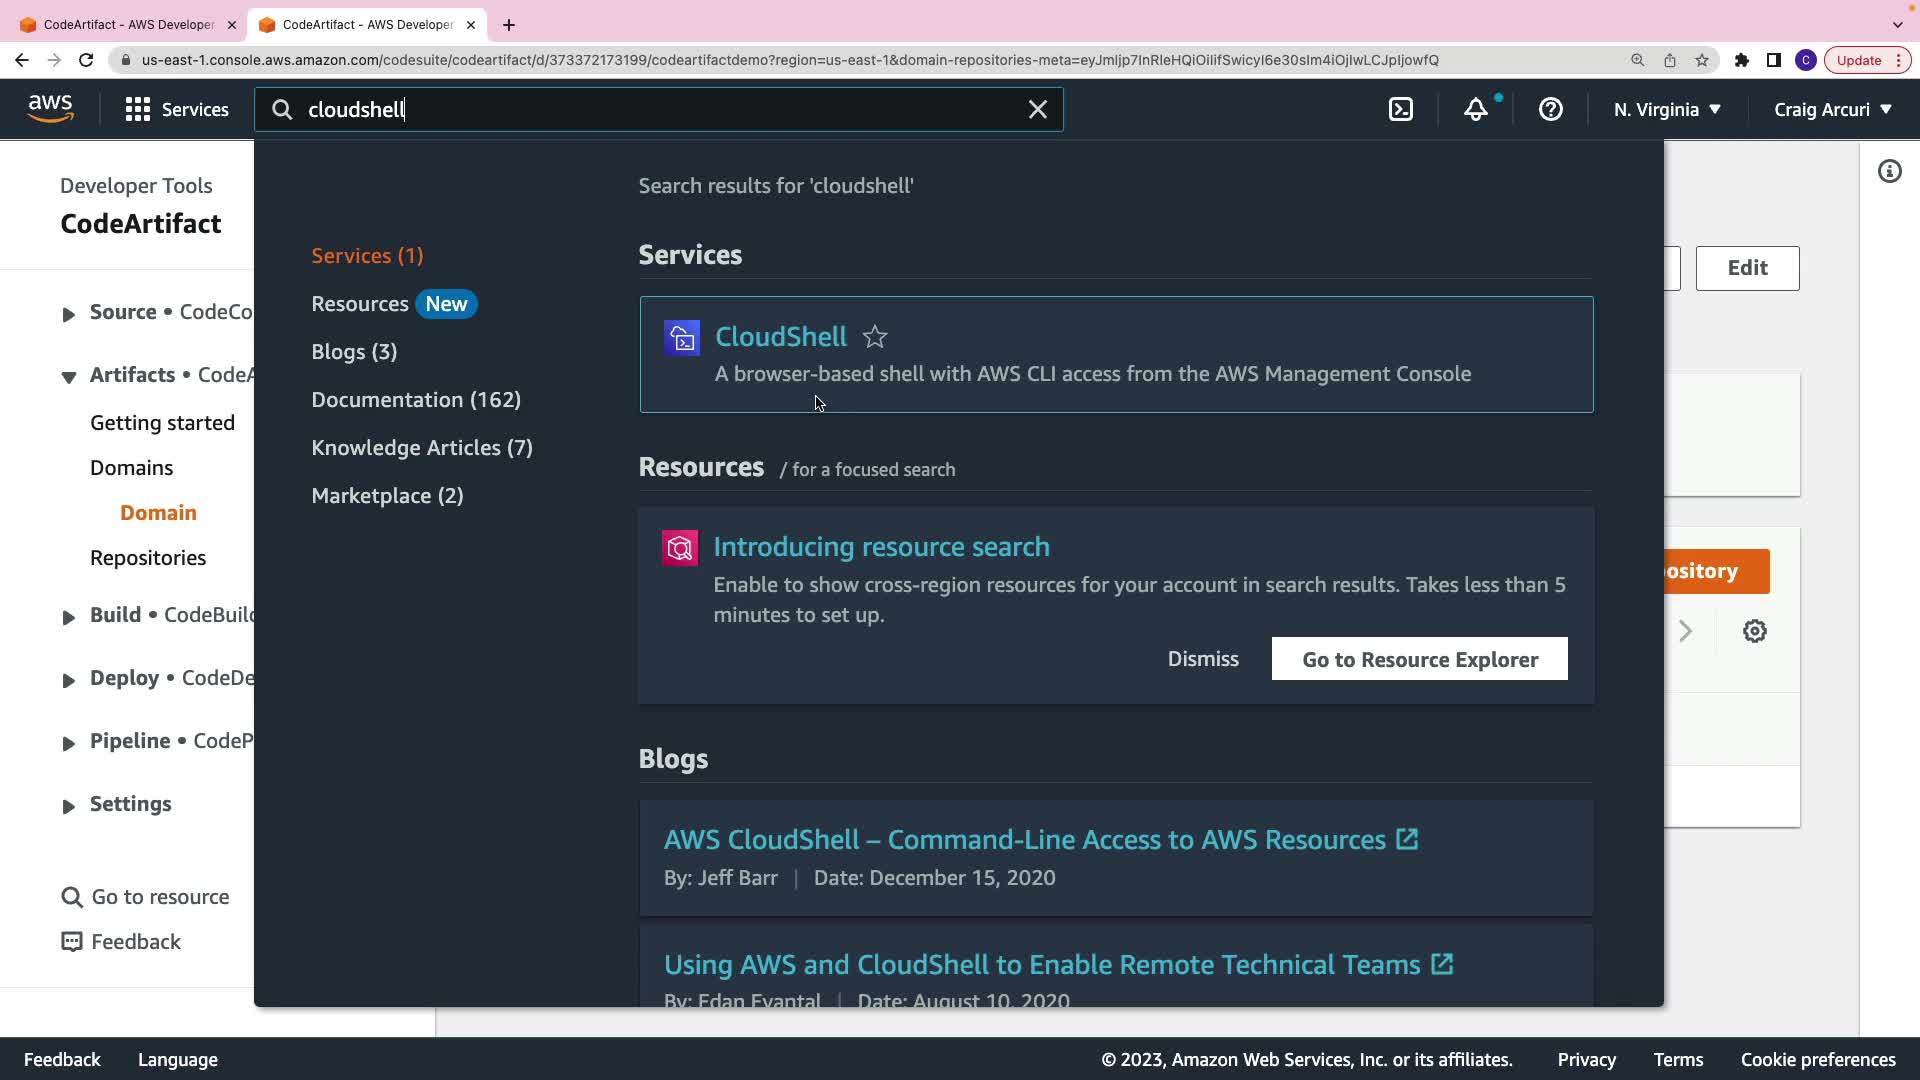 CodeArtifact - AWS Developer
CodeArtifact - AWS Developer
us-east-1.console.aws.amazon.com/codesuite/codeartifact/d/373372173199/codeartifactdemo?region=us-east-1&domain-repositories-meta=eyJmIjp7InRleHQiOiIifSwicyI6e30sIm4iOjIwLCJpIjowfQ
C
Update
aws
Services
cloudshell
N. Virginia
Craig Arcuri
Developer Tools
CodeArtifact
Source • CodeCo
Artifacts • CodeA
Getting started
Domains
Domain
Repositories
Build • CodeBuild
Deploy • CodeDe
Pipeline • CodeP
Settings
Go to resource
Feedback
Search results for 'cloudshell'
Services (1)
Resources New
Blogs (3)
Documentation (162)
Knowledge Articles (7)
Marketplace (2)
Services
CloudShell
A browser-based shell with AWS CLI access from the AWS Management Console
Resources / for a focused search
Introducing resource search
Enable to show cross-region resources for your account in search results. Takes less than 5
minutes to set up.
Dismiss
Go to Resource Explorer
Blogs
AWS CloudShell – Command-Line Access to AWS Resources
By: Jeff Barr | Date: December 15, 2020
Using AWS and CloudShell to Enable Remote Technical Teams
By: Edan Evantal | Date: August 10, 2020
Edit
ository
Feedback
Language
© 2023, Amazon Web Services, Inc. or its affiliates.
Privacy
Terms
Cookie preferences